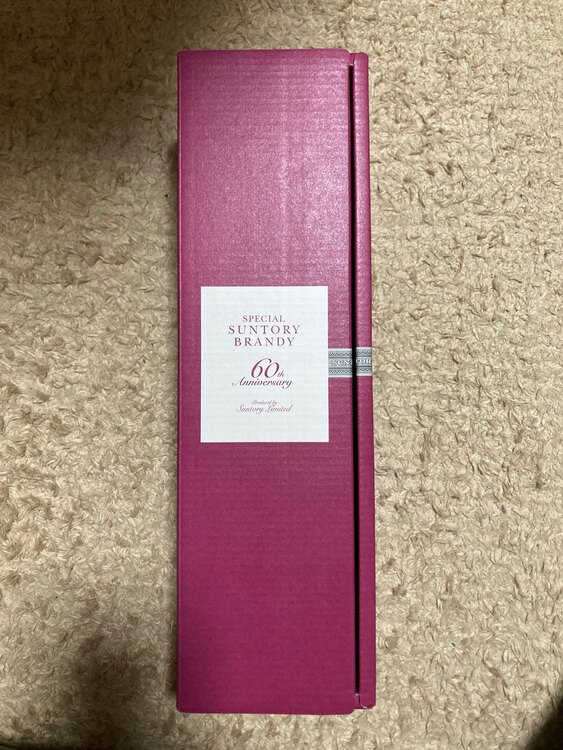 SPECIAL
SUNTORY
BRANDY
60th
Anniversary
Produced by
Suntory Limited